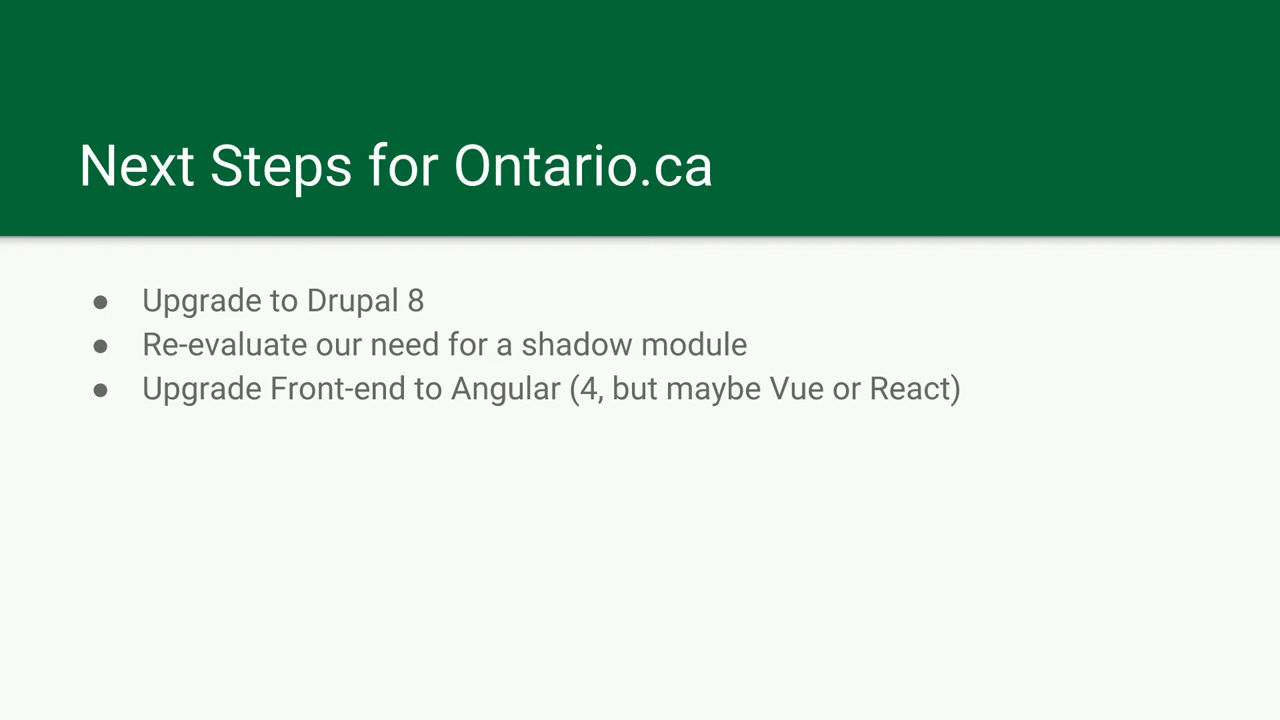 Next Steps for Ontario.ca
● Upgrade to Drupal 8
● Re-evaluate our need for a shadow module
● Upgrade Front-end to Angular (4, but maybe Vue or React)